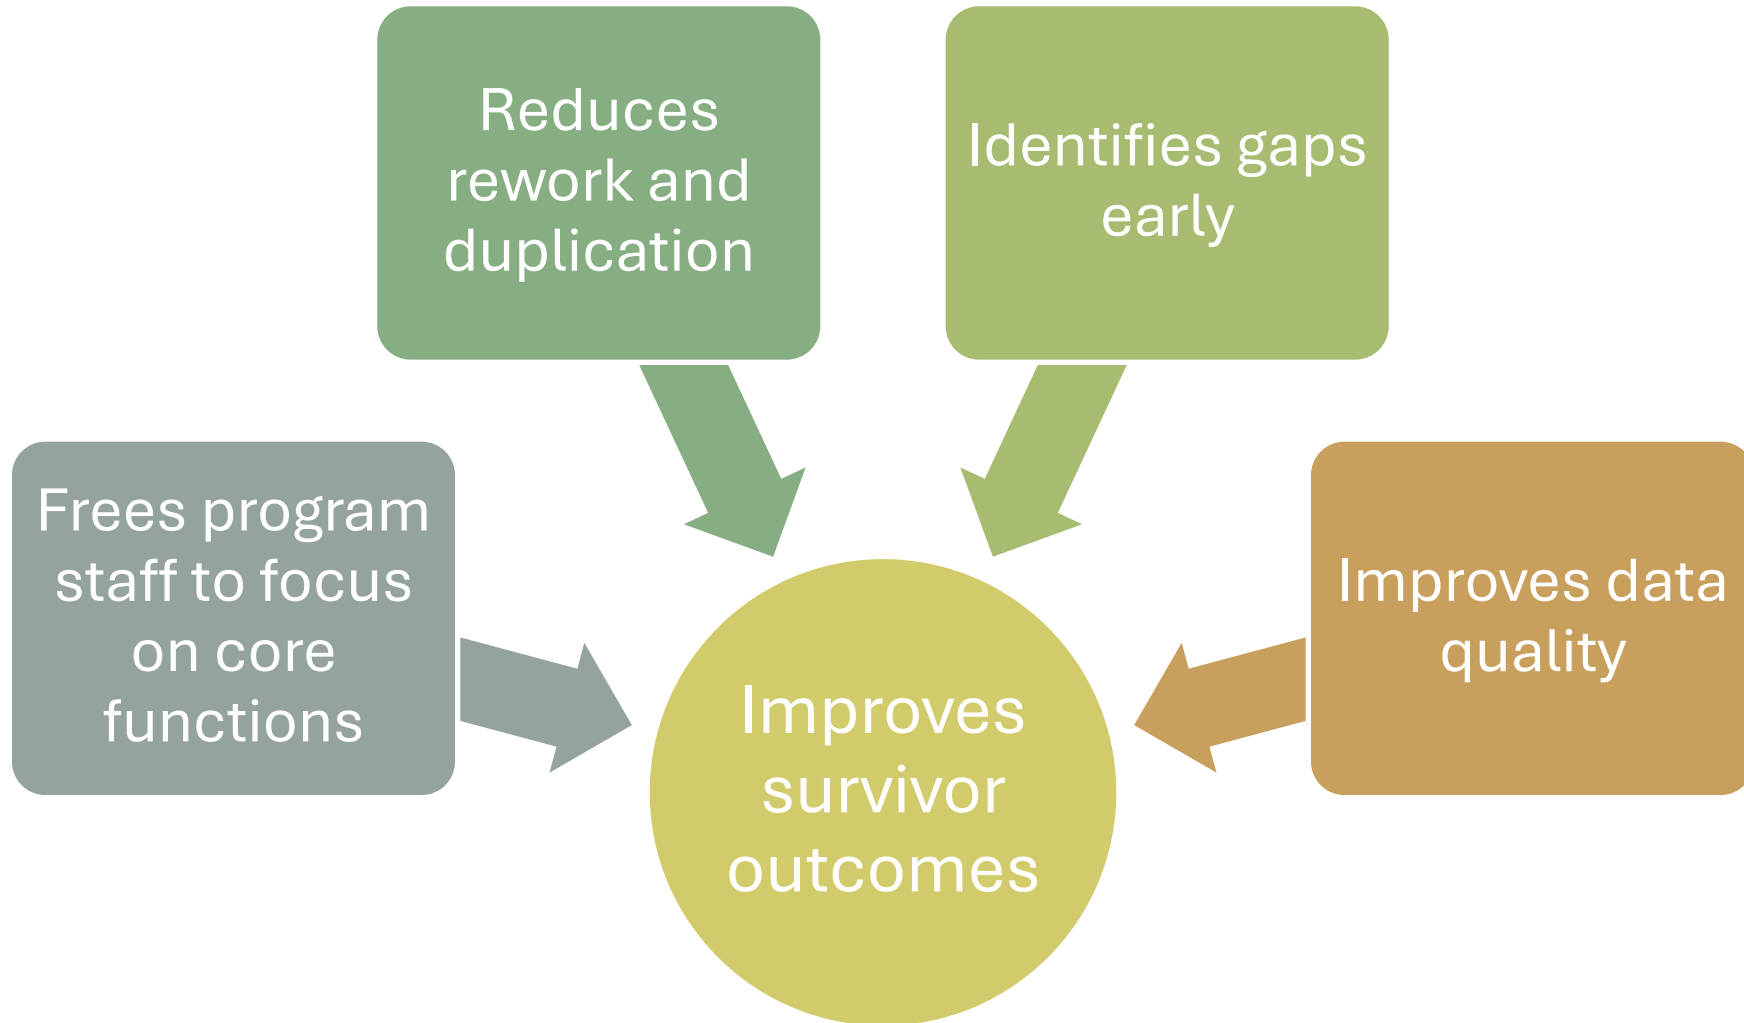 Reduces
rework and
duplication
Identifies gaps
early
Frees program
staff to focus
on core
functions
Improves data
quality
Improves
survivor
outcomes